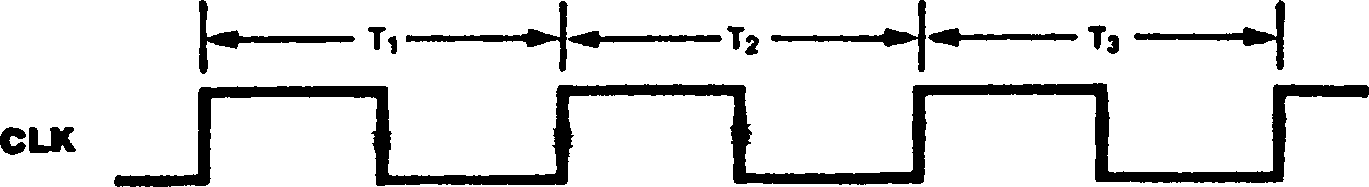 T₁ T₂ T₃
CLK